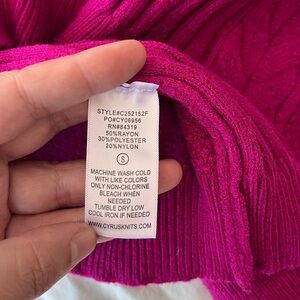 STYLE#C252152F
PO#CY06956
RN#84319
50%RAYON
30%POLYESTER
20%NYLON
S
MACHINE WASH COLD
WITH LIKE COLORS
ONLY NON-CHLORINE
BLEACH WHEN
NEEDED
TUMBLE DRY LOW
COOL IRON IF NEEDED
WWW.CYRUSKNITS.COM